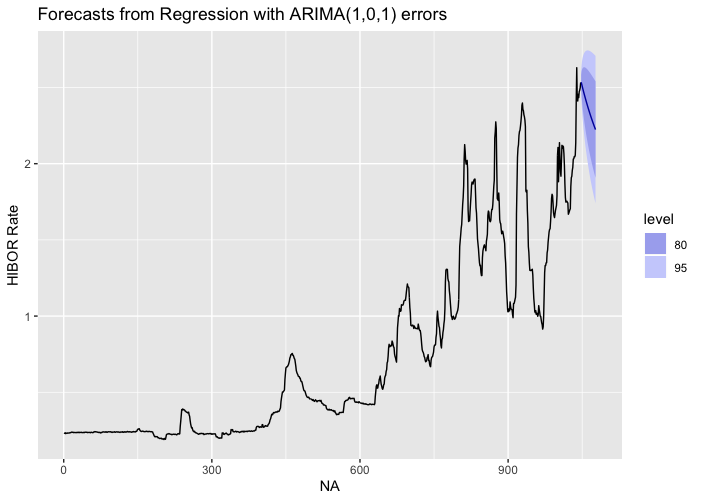 Forecasts from Regression with ARIMA(1,0,1) errors
HIBOR Rate
2
1
0
300
600
900
NA
level
80
95